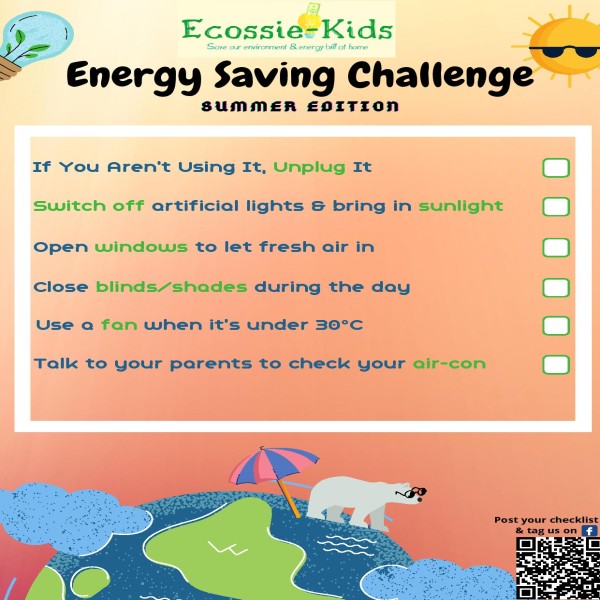 Ecossie-Kids
Save our environment & energy bill at home
Energy Saving Challenge
SUMMER EDITION
If You Aren't Using It, Unplug It
Switch off artificial lights & bring in sunlight
Open windows to let fresh air in
Close blinds/shades during the day
Use a fan when it's under 30°C
Talk to your parents to check your air-con
Post your checklist
& tag us on